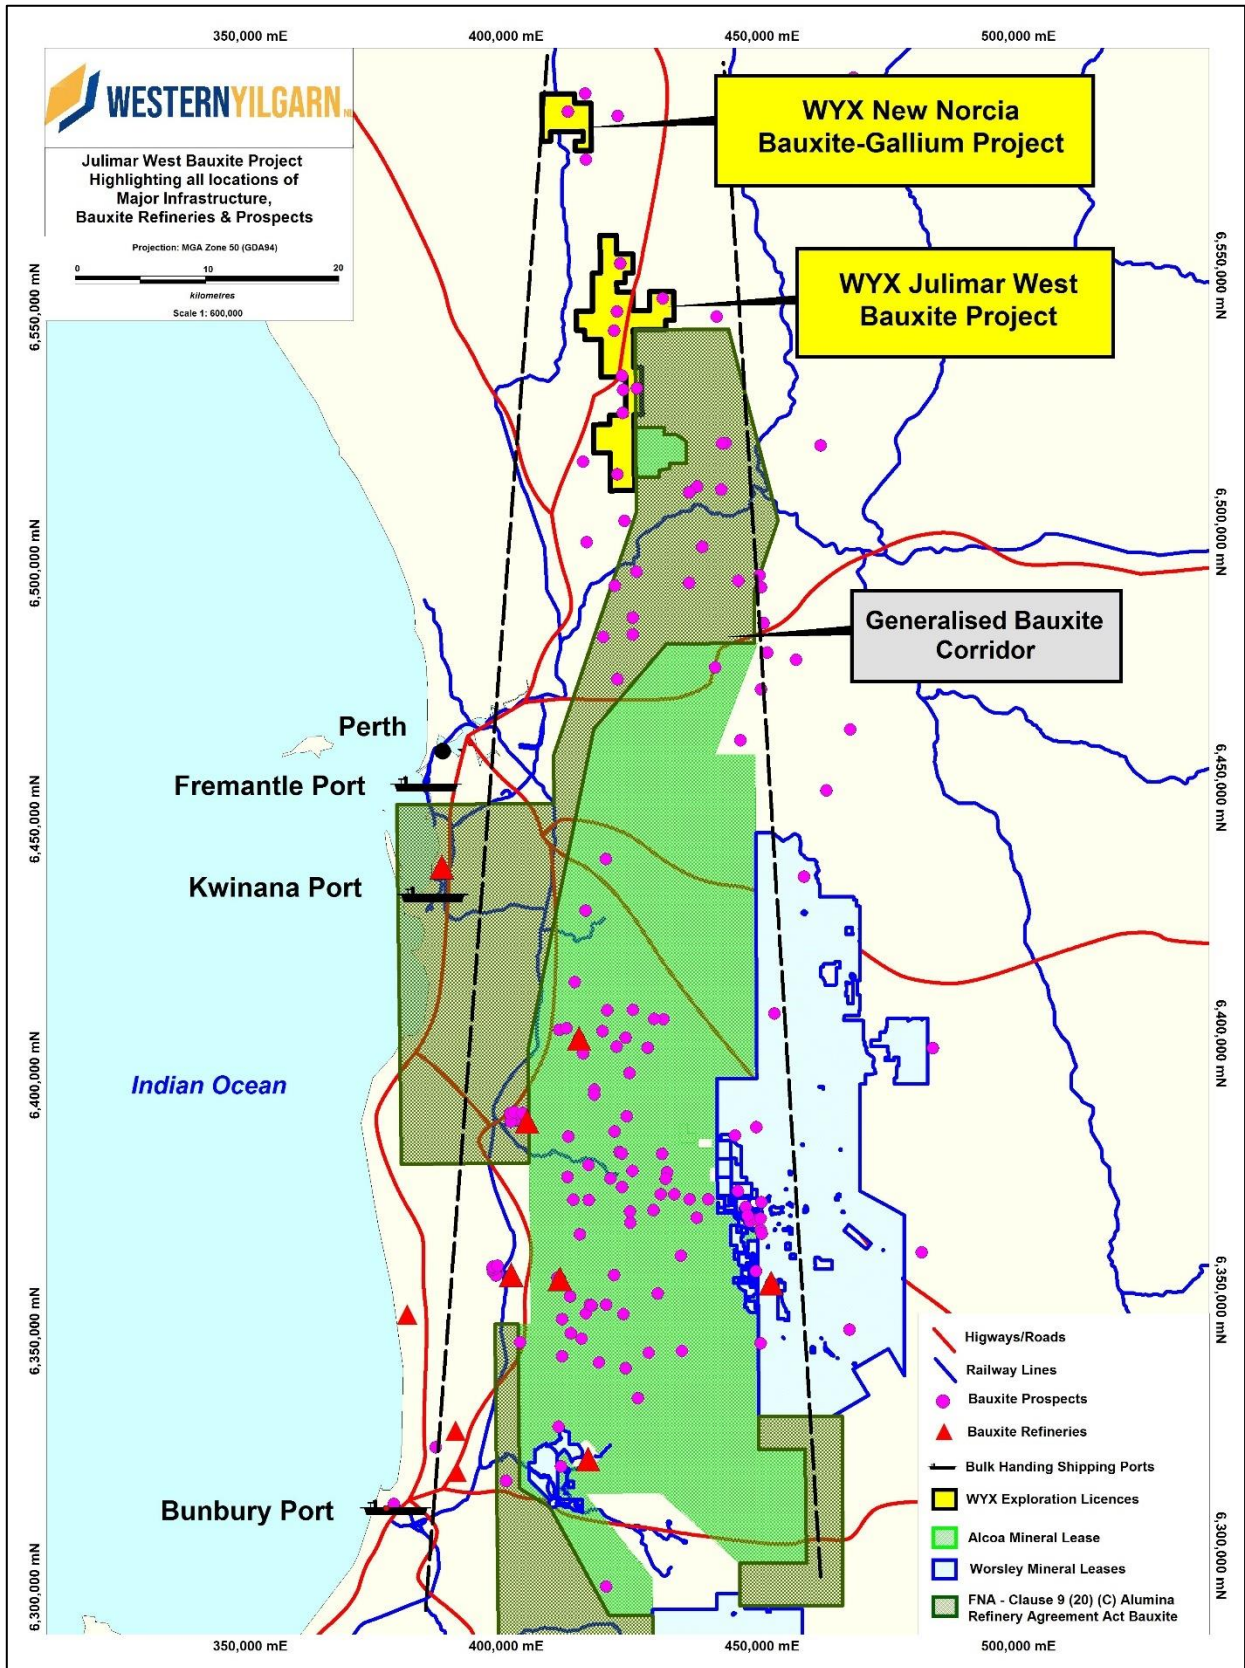 350,000 mE
400,000 mE
450,000 mE
500,000 mE
WESTERNYILGARN NL
Julimar West Bauxite Project
Highlighting all locations of
Major Infrastructure,
Bauxite Refineries & Prospects
Projection: MGA Zone 50 (GDA94)
0 10 20
kilometres
Scale 1: 600,000
WYX New Norcia
Bauxite-Gallium Project
WYX Julimar West
Bauxite Project
6,550,000 mN
6,550,000 mN
6,500,000 mN
6,500,000 mN
Generalised Bauxite
Corridor
Perth
Fremantle Port
6,450,000 mN
6,450,000 mN
Kwinana Port
6,400,000 mN
6,400,000 mN
Indian Ocean
6,350,000 mN
6,350,000 mN
Bunbury Port
Higways/Roads
Railway Lines
Bauxite Prospects
Bauxite Refineries
Bulk Handing Shipping Ports
WYX Exploration Licences
Alcoa Mineral Lease
Worsley Mineral Leases
FNA - Clause 9 (20) (C) Alumina
Refinery Agreement Act Bauxite
6,300,000 mN
6,300,000 mN
350,000 mE
400,000 mE
450,000 mE
500,000 mE